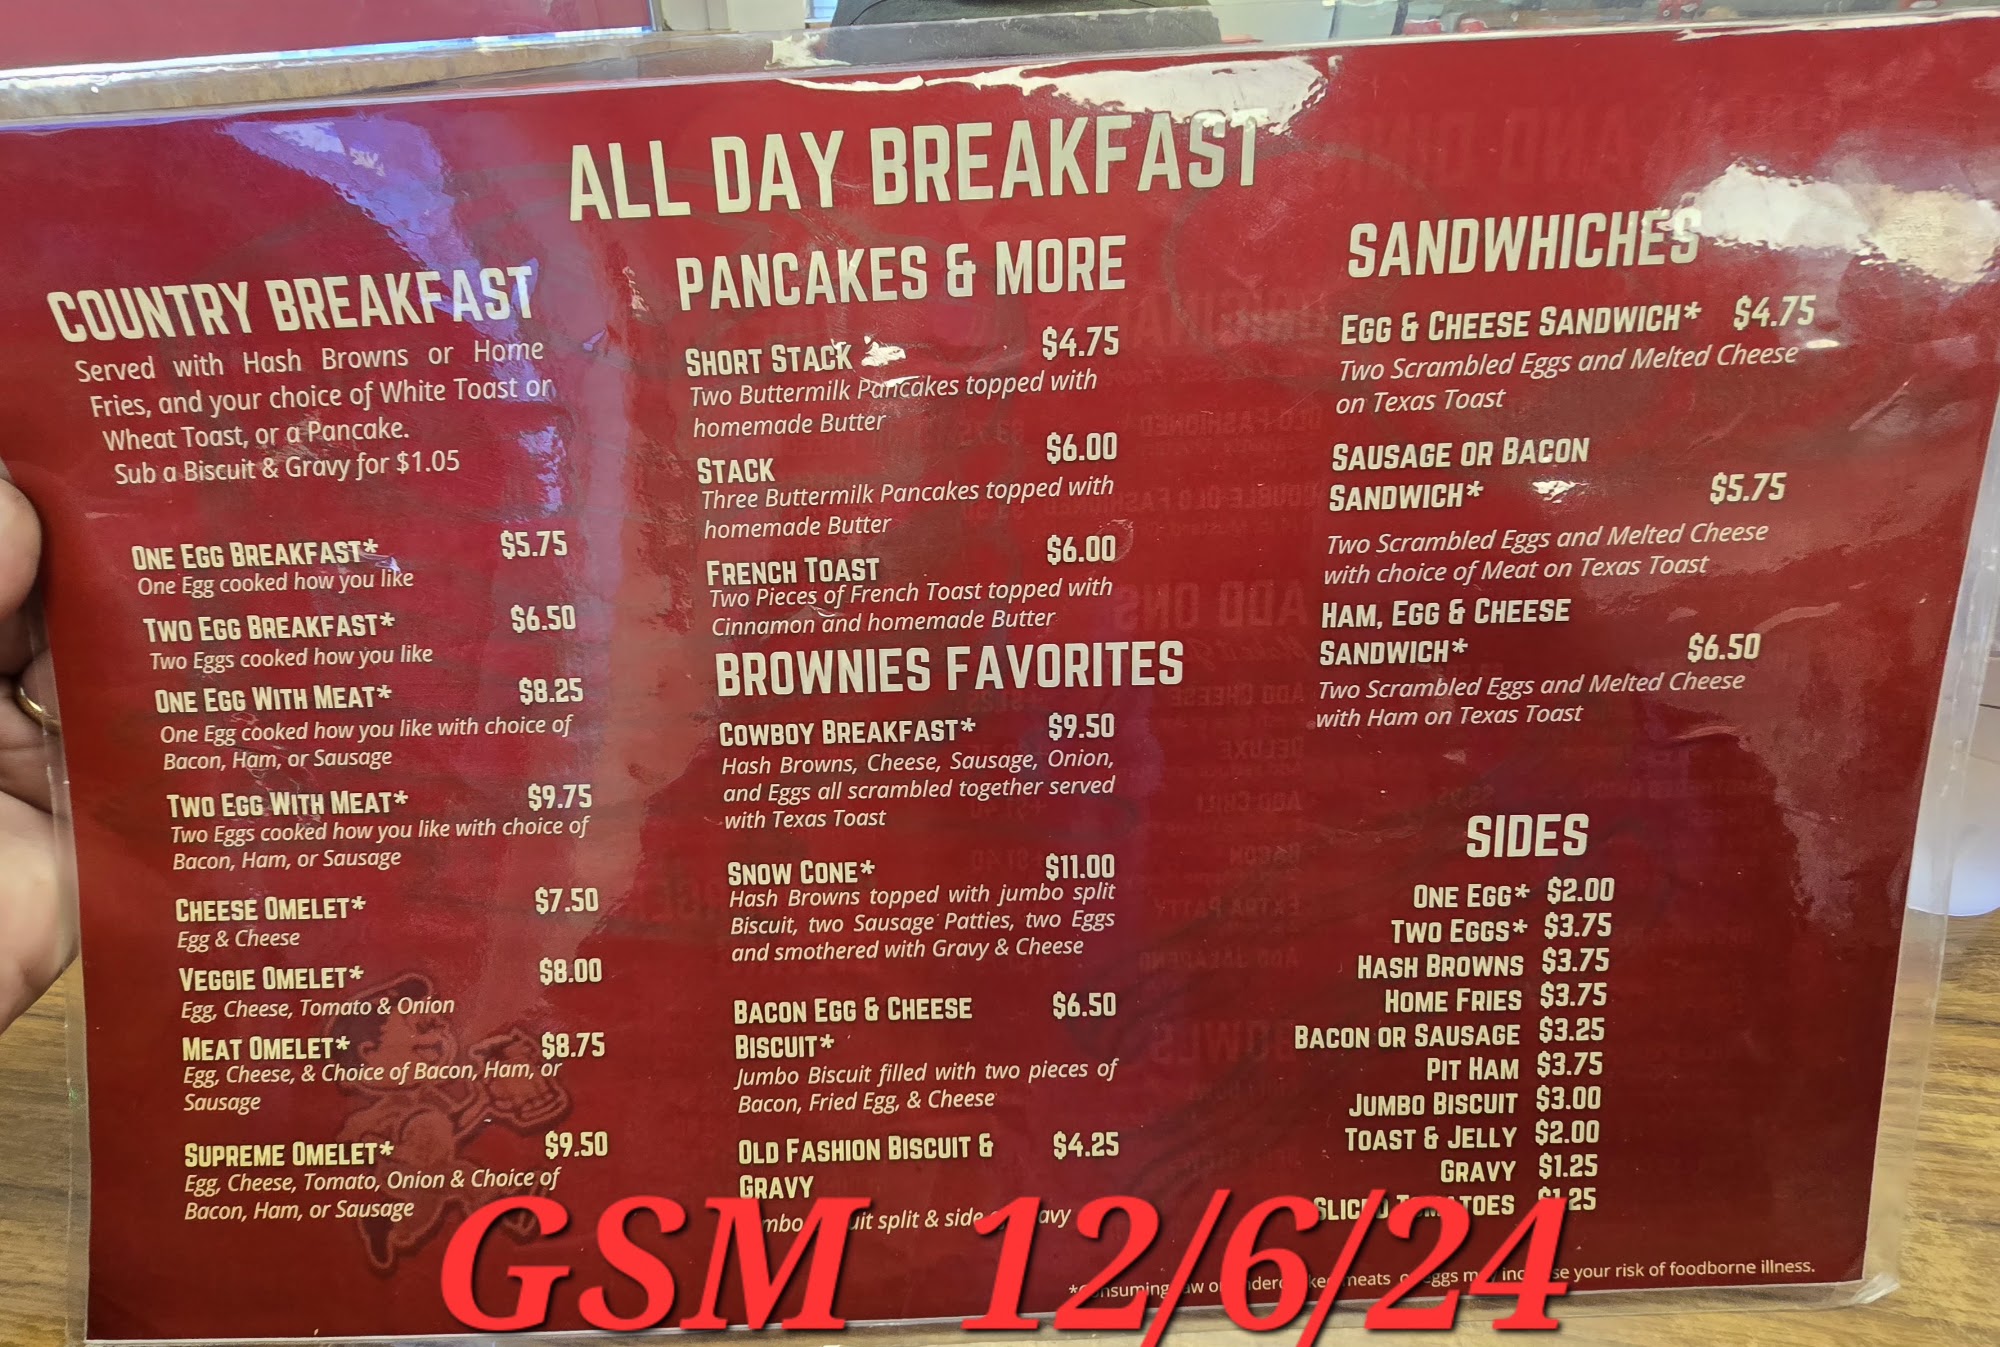 ALL DAY BREAKFAST
COUNTRY BREAKFAST
Served with Hash Browns or Home
Fries, and your choice of White Toast or
Wheat Toast, or a Pancake.
Sub a Biscuit & Gravy for $1.05
ONE EGG BREAKFAST* $5.75
One Egg cooked how you like
TWO EGG BREAKFAST* $6.50
Two Eggs cooked how you like
ONE EGG WITH MEAT* $8.25
One Egg cooked how you like with choice of
Bacon, Ham, or Sausage
TWO EGG WITH MEAT* $9.75
Two Eggs cooked how you like with choice of
Bacon, Ham, or Sausage
CHEESE OMELET* $7.50
Egg & Cheese
VEGGIE OMELET* $8.00
Egg, Cheese, Tomato & Onion
MEAT OMELET* $8.75
Egg, Cheese, & Choice of Bacon, Ham, or
Sausage
SUPREME OMELET* $9.50
Egg, Cheese, Tomato, Onion & Choice of
Bacon, Ham, or Sausage
PANCAKES & MORE
SHORT STACK $4.75
Two Buttermilk Pancakes topped with
homemade Butter
STACK $6.00
Three Buttermilk Pancakes topped with
homemade Butter
FRENCH TOAST $6.00
Two Pieces of French Toast topped with
Cinnamon and homemade Butter
BROWNIES FAVORITES
COWBOY BREAKFAST* $9.50
Hash Browns, Cheese, Sausage, Onion,
and Eggs all scrambled together served
with Texas Toast
SNOW CONE* $11.00
Hash Browns topped with jumbo split
Biscuit, two Sausage Patties, two Eggs
and smothered with Gravy & Cheese
BACON EGG & CHEESE $6.50
BISCUIT*
Jumbo Biscuit filled with two pieces of
Bacon, Fried Egg, & Cheese
OLD FASHION BISCUIT & $4.25
GRAVY
split & side
SANDWHICHES
EGG & CHEESE SANDWICH* $4.75
Two Scrambled Eggs and Melted Cheese
on Texas Toast
SAUSAGE OR BACON
SANDWICH* $5.75
Two Scrambled Eggs and Melted Cheese
with choice of Meat on Texas Toast
HAM, EGG & CHEESE
SANDWICH* $6.50
Two Scrambled Eggs and Melted Cheese
with Ham on Texas Toast
SIDES
ONE EGG* $2.00
TWO EGGS* $3.75
HASH BROWNS $3.75
HOME FRIES $3.75
BACON OR SAUSAGE $3.25
PIT HAM $3.75
JUMBO BISCUIT $3.00
TOAST & JELLY $2.00
GRAVY $1.25
SLICED TOMATOES $1.25
*Consuming raw or undercooked meats or eggs may increase your risk of foodborne illness.
GSM 12/6/24